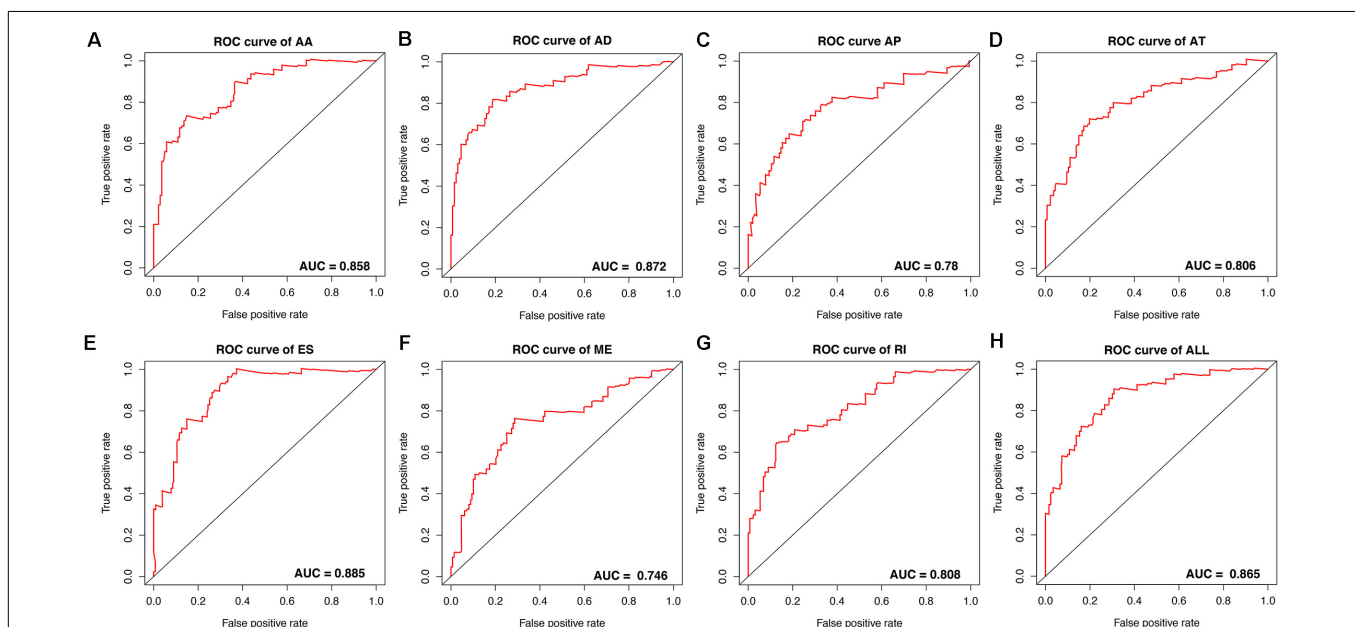 A
ROC curve of AA
True positive rate
0.0 0.2 0.4 0.6 0.8 1.0
AUC = 0.858
0.0 0.2 0.4 0.6 0.8 1.0
False positive rate
B
ROC curve of AD
True positive rate
0.0 0.2 0.4 0.6 0.8 1.0
AUC = 0.872
0.0 0.2 0.4 0.6 0.8 1.0
False positive rate
C
ROC curve AP
True positive rate
0.0 0.2 0.4 0.6 0.8 1.0
AUC = 0.78
0.0 0.2 0.4 0.6 0.8 1.0
False positive rate
D
ROC curve of AT
True positive rate
0.0 0.2 0.4 0.6 0.8 1.0
AUC = 0.806
0.0 0.2 0.4 0.6 0.8 1.0
False positive rate
E
ROC curve of ES
True positive rate
0.0 0.2 0.4 0.6 0.8 1.0
AUC = 0.885
0.0 0.2 0.4 0.6 0.8 1.0
False positive rate
F
ROC curve of ME
True positive rate
0.0 0.2 0.4 0.6 0.8 1.0
AUC = 0.746
0.0 0.2 0.4 0.6 0.8 1.0
False positive rate
G
ROC curve of RI
True positive rate
0.0 0.2 0.4 0.6 0.8 1.0
AUC = 0.808
0.0 0.2 0.4 0.6 0.8 1.0
False positive rate
H
ROC curve of ALL
True positive rate
0.0 0.2 0.4 0.6 0.8 1.0
AUC = 0.865
0.0 0.2 0.4 0.6 0.8 1.0
False positive rate